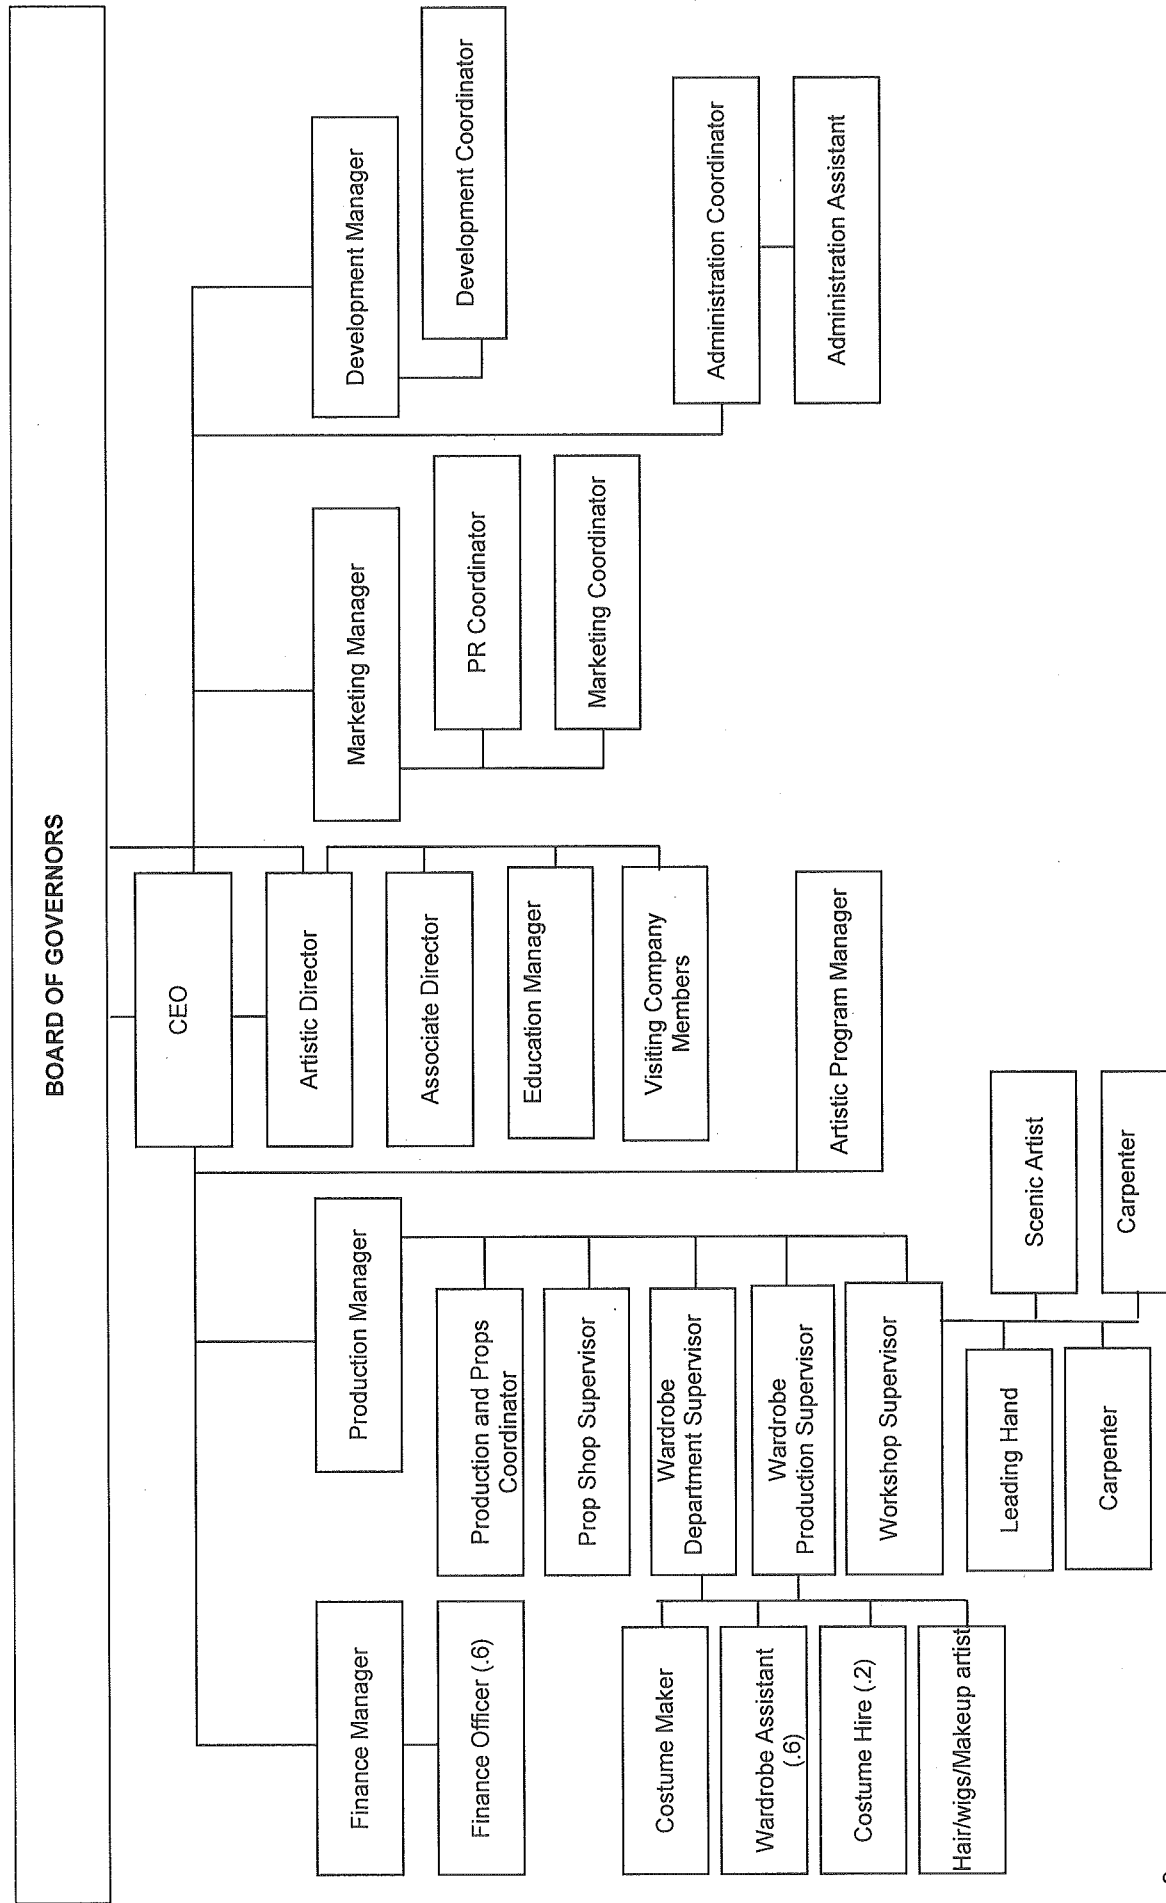 BOARD OF GOVERNORS
CEO
Artistic Director
Associate Director
Education Manager
Visiting Company
Members
Artistic Program Manager
Finance Manager
Finance Officer (.6)
Production Manager
Production and Props
Coordinator
Prop Shop Supervisor
Wardrobe
Department Supervisor
Wardrobe
Production Supervisor
Workshop Supervisor
Costume Maker
Wardrobe Assistant
(.6)
Costume Hire (.2)
Hair/wigs/Makeup artist
Leading Hand
Carpenter
Scenic Artist
Carpenter
Marketing Manager
PR Coordinator
Marketing Coordinator
Development Manager
Development Coordinator
Administration Coordinator
Administration Assistant